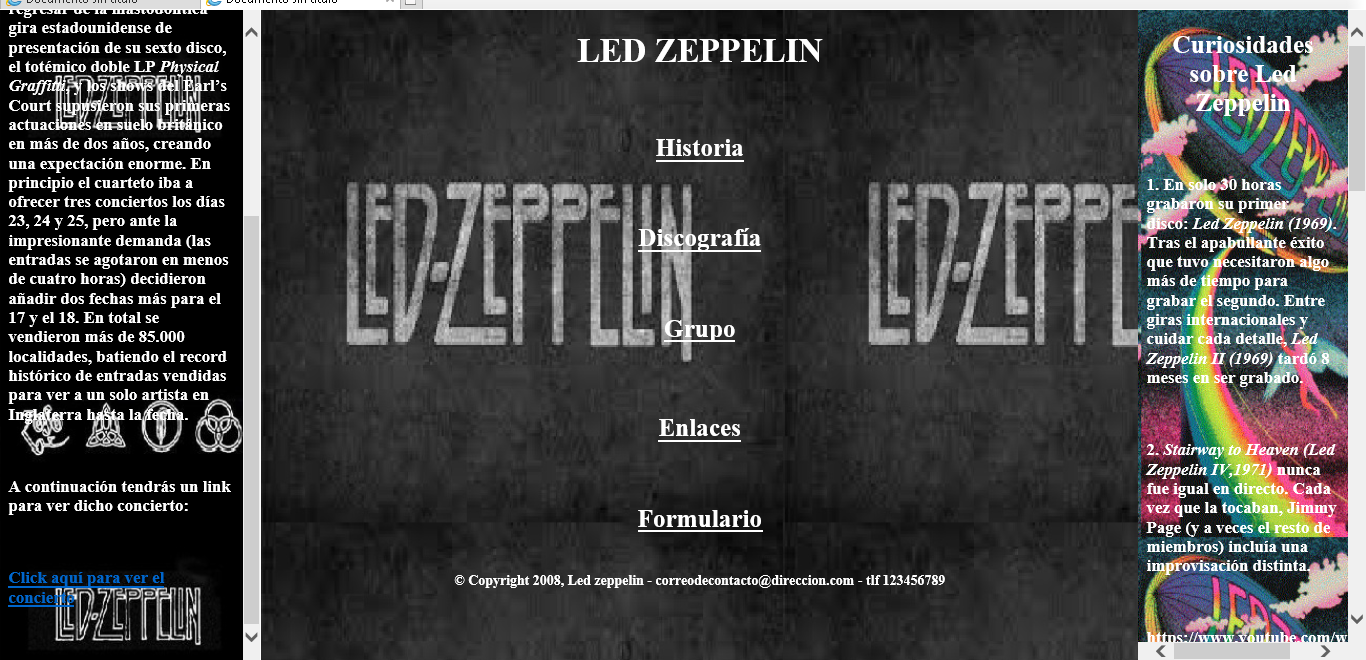 Documento sin título
Documento sin título
regresar de la mastodóntica
gira estadounidense de
presentación de su sexto disco,
el totémico doble LP Physical
Graffiti, y los shows del Earl's
Court supusieron sus primeras
actuaciones en suelo británico
en más de dos años, creando
una expectación enorme. En
principio el cuarteto iba a
ofrecer tres conciertos los días
23, 24 y 25, pero ante la
impresionante demanda (las
entradas se agotaron en menos
de cuatro horas) decidieron
añadir dos fechas más para el
17 y el 18. En total se
vendieron más de 85.000
localidades, batiendo el record
histórico de entradas vendidas
para ver a un solo artista en
Inglaterra hasta la fecha.
A continuación tendrás un link
para ver dicho concierto:
Click aquí para ver el
concierto
LED-ZEPPELIN
LED-ZEPPELIN
LED ZEPPELIN
Historia
Discografía
Grupo
Enlaces
Formulario
LED-ZEPPELIN
LED-ZEPPE
© Copyright 2008, Led zeppelin - correodecontacto@direccion.com - tlf 123456789
Curiosidades
sobre Led
Zeppelin
1. En solo 30 horas
grabaron su primer
disco: Led Zeppelin (1969).
Tras el apabullante éxito
que tuvo necesitaron algo
más de tiempo para
grabar el segundo. Entre
giras internacionales y
cuidar cada detalle, Led
Zeppelin II (1969) tardó 8
meses en ser grabado.
2. Stairway to Heaven (Led
Zeppelin IV,1971) nunca
fue igual en directo. Cada
vez que la tocaban, Jimmy
Page (y a veces el resto de
miembros) incluía una
improvisación distinta.
https://www.youtube.com/w